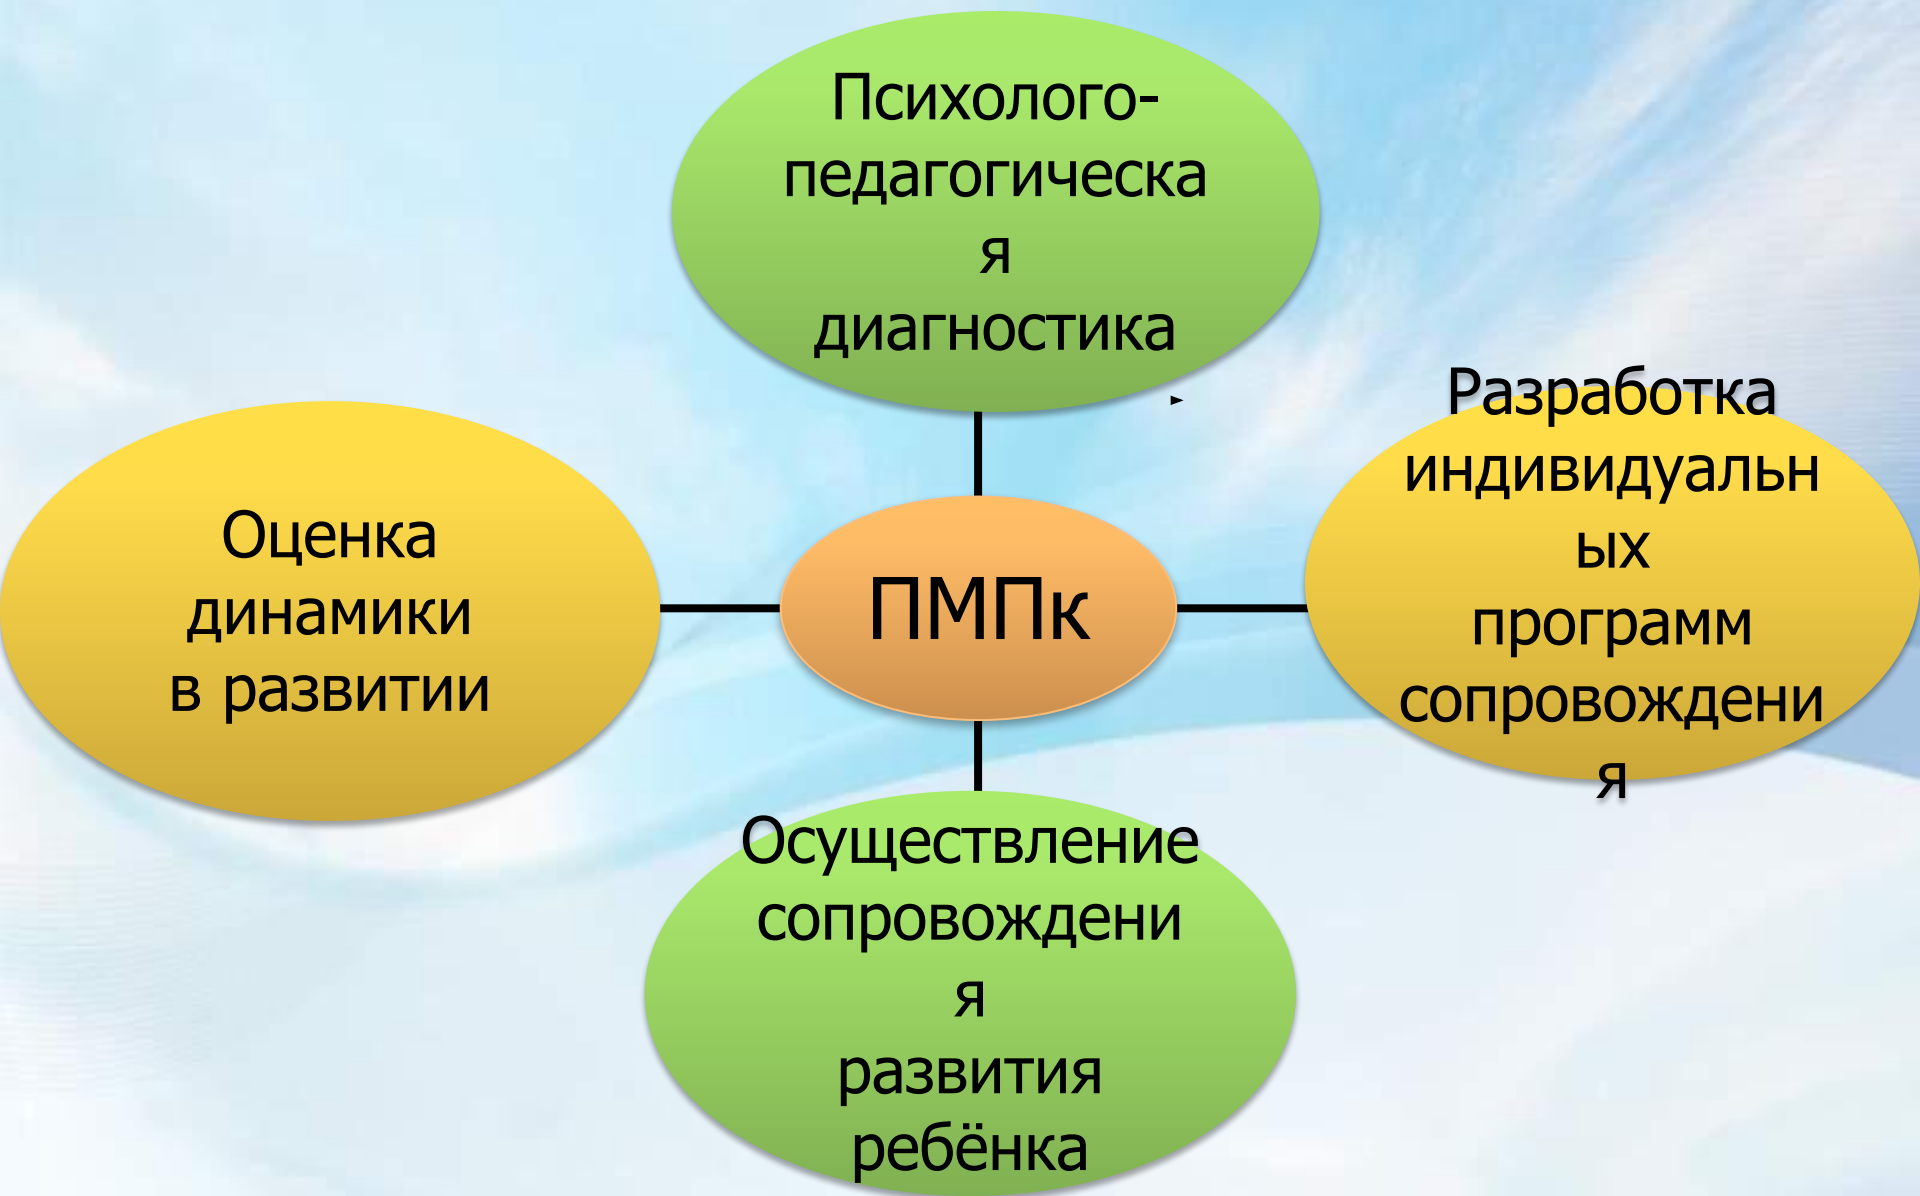 Психолого-
педагогическа
я
диагностика
Оценка
динамики
в развитии
ПМПк
Разработка
индивидуальн
ых
программ
сопровождени
я
Осуществление
сопровождени
я
развития
ребёнка